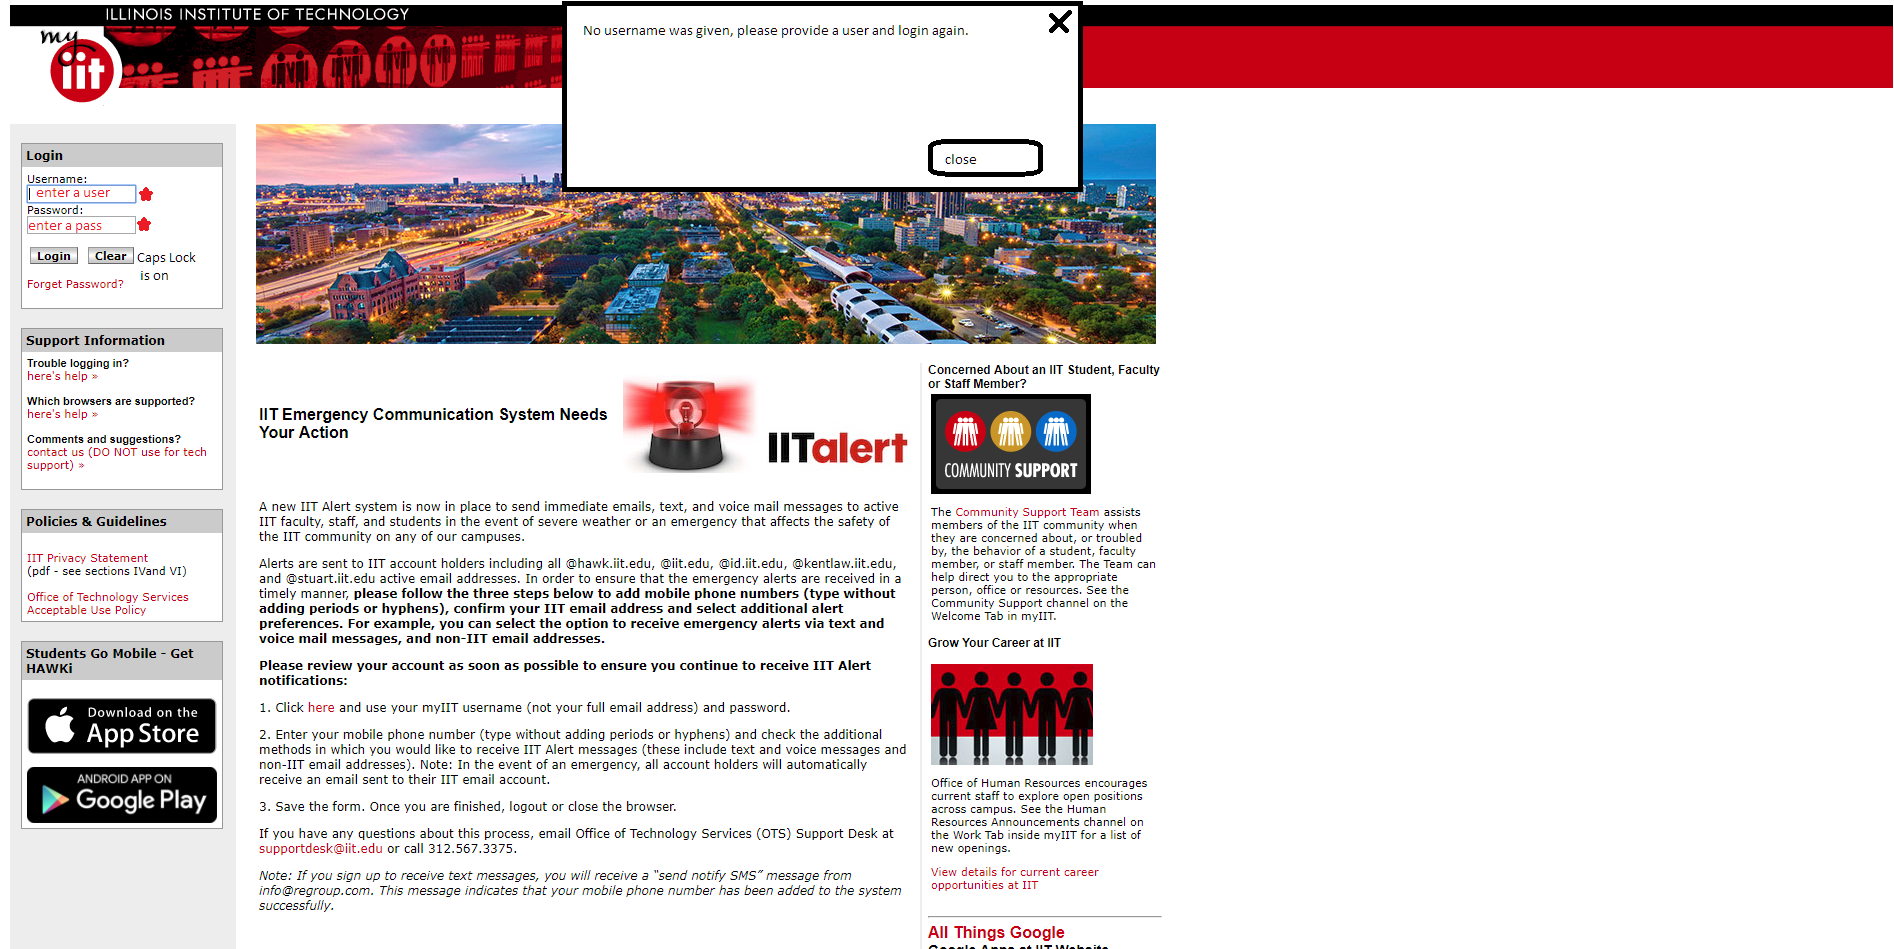 ILLINOIS INSTITUTE OF TECHNOLOGY
my
iit
No username was given, please provide a user and login again.
close
Login
Username:
enter a user
Password:
enter a pass
Login Clear Caps Lock
is on
Forget Password?
Support Information
Trouble logging in?
here's help »
Which browsers are supported?
here's help »
Comments and suggestions?
contact us (DO NOT use for tech
support) »
Policies & Guidelines
IIT Privacy Statement
(pdf - see sections IVand VI)
Office of Technology Services
Acceptable Use Policy
Students Go Mobile - Get
HAWKi
Download on the
App Store
ANDROID APP ON
Google Play
IIT Emergency Communication System Needs
Your Action
IITalert
A new IIT Alert system is now in place to send immediate emails, text, and voice mail messages to active
IIT faculty, staff, and students in the event of severe weather or an emergency that affects the safety of
the IIT community on any of our campuses.
Alerts are sent to IIT account holders including all @hawk.iit.edu, @iit.edu, @id.iit.edu, @kentlaw.iit.edu,
and @stuart.iit.edu active email addresses. In order to ensure that the emergency alerts are received in a
timely manner, please follow the three steps below to add mobile phone numbers (type without
adding periods or hyphens), confirm your IIT email address and select additional alert
preferences. For example, you can select the option to receive emergency alerts via text and
voice mail messages, and non-IIT email addresses.
Please review your account as soon as possible to ensure you continue to receive IIT Alert
notifications:
1. Click here and use your myIIT username (not your full email address) and password.
2. Enter your mobile phone number (type without adding periods or hyphens) and check the additional
methods in which you would like to receive IIT Alert messages (these include text and voice messages and
non-IIT email addresses). Note: In the event of an emergency, all account holders will automatically
receive an email sent to their IIT email account.
3. Save the form. Once you are finished, logout or close the browser.
If you have any questions about this process, email Office of Technology Services (OTS) Support Desk at
supportdesk@iit.edu or call 312.567.3375.
Note: If you sign up to receive text messages, you will receive a “send notify SMS” message from
info@regroup.com. This message indicates that your mobile phone number has been added to the system
successfully.
Concerned About an IIT Student, Faculty
or Staff Member?
COMMUNITY SUPPORT
The Community Support Team assists
members of the IIT community when
they are concerned about, or troubled
by, the behavior of a student, faculty
member, or staff member. The Team can
help direct you to the appropriate
person, office or resources. See the
Community Support channel on the
Welcome Tab in myIIT.
Grow Your Career at IIT
Office of Human Resources encourages
current staff to explore open positions
across campus. See the Human
Resources Announcements channel on
the Work Tab inside myIIT for a list of
new openings.
View details for current career
opportunities at IIT
All Things Google
Google Apps at IIT Website